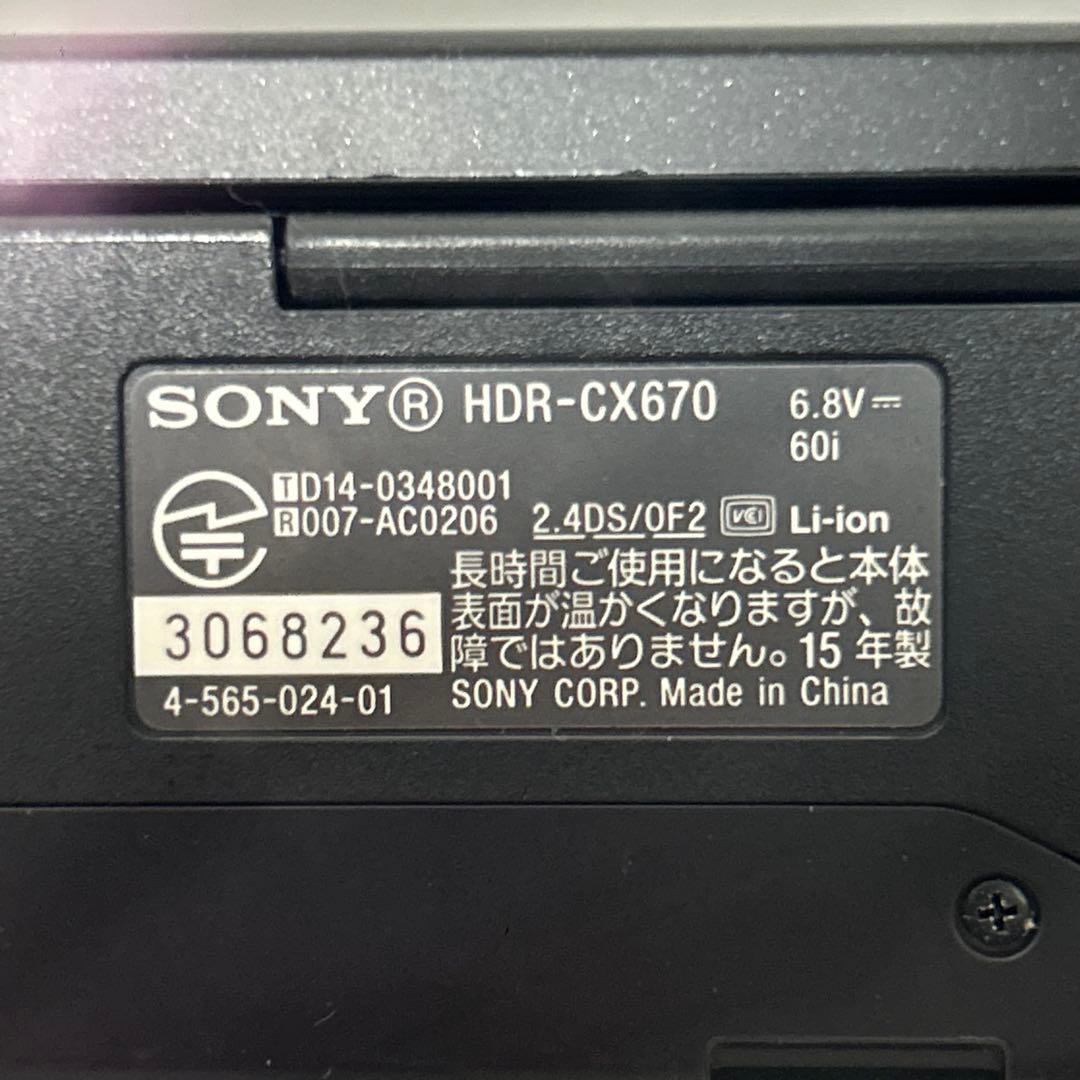 SONY® HDR-CX670 6.8V⎓
60i
T D14-0348001
R 007-AC0206 2.4DS/OF2 VCI Li-ion
長時間ご使用になると本体
表面が温かくなりますが、故
障ではありません。15 年製
3068236
4-565-024-01 SONY CORP. Made in China